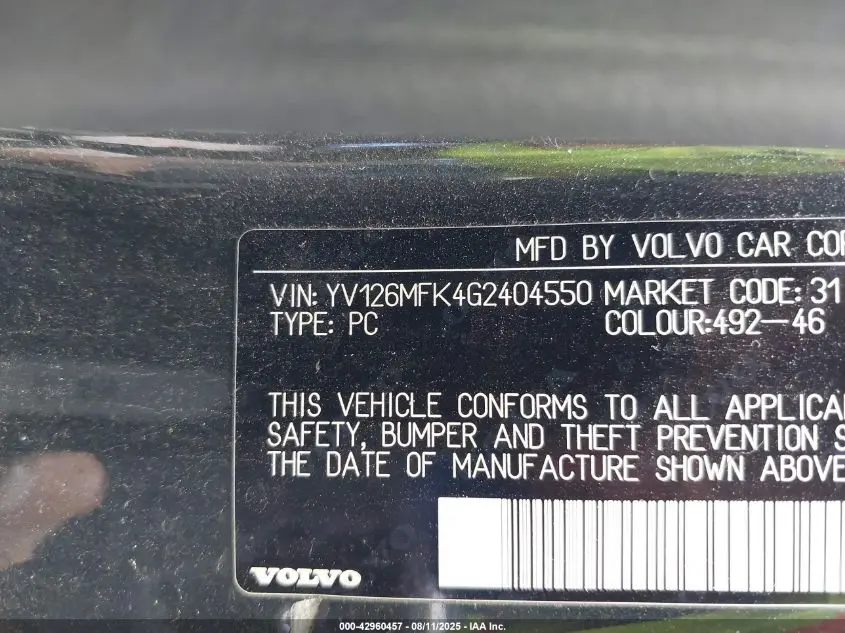 MFD BY VOLVO CAR COR
VIN: YV126MFK4G2404550 MARKET CODE: 31
TYPE: PC COLOUR:492-46
THIS VEHICLE CONFORMS TO ALL APPLICA
SAFETY, BUMPER AND THEFT PREVENTION S
THE DATE OF MANUFACTURE SHOWN ABOVE
VOLVO
000-42960457 - 08/11/2025 - IAA Inc.